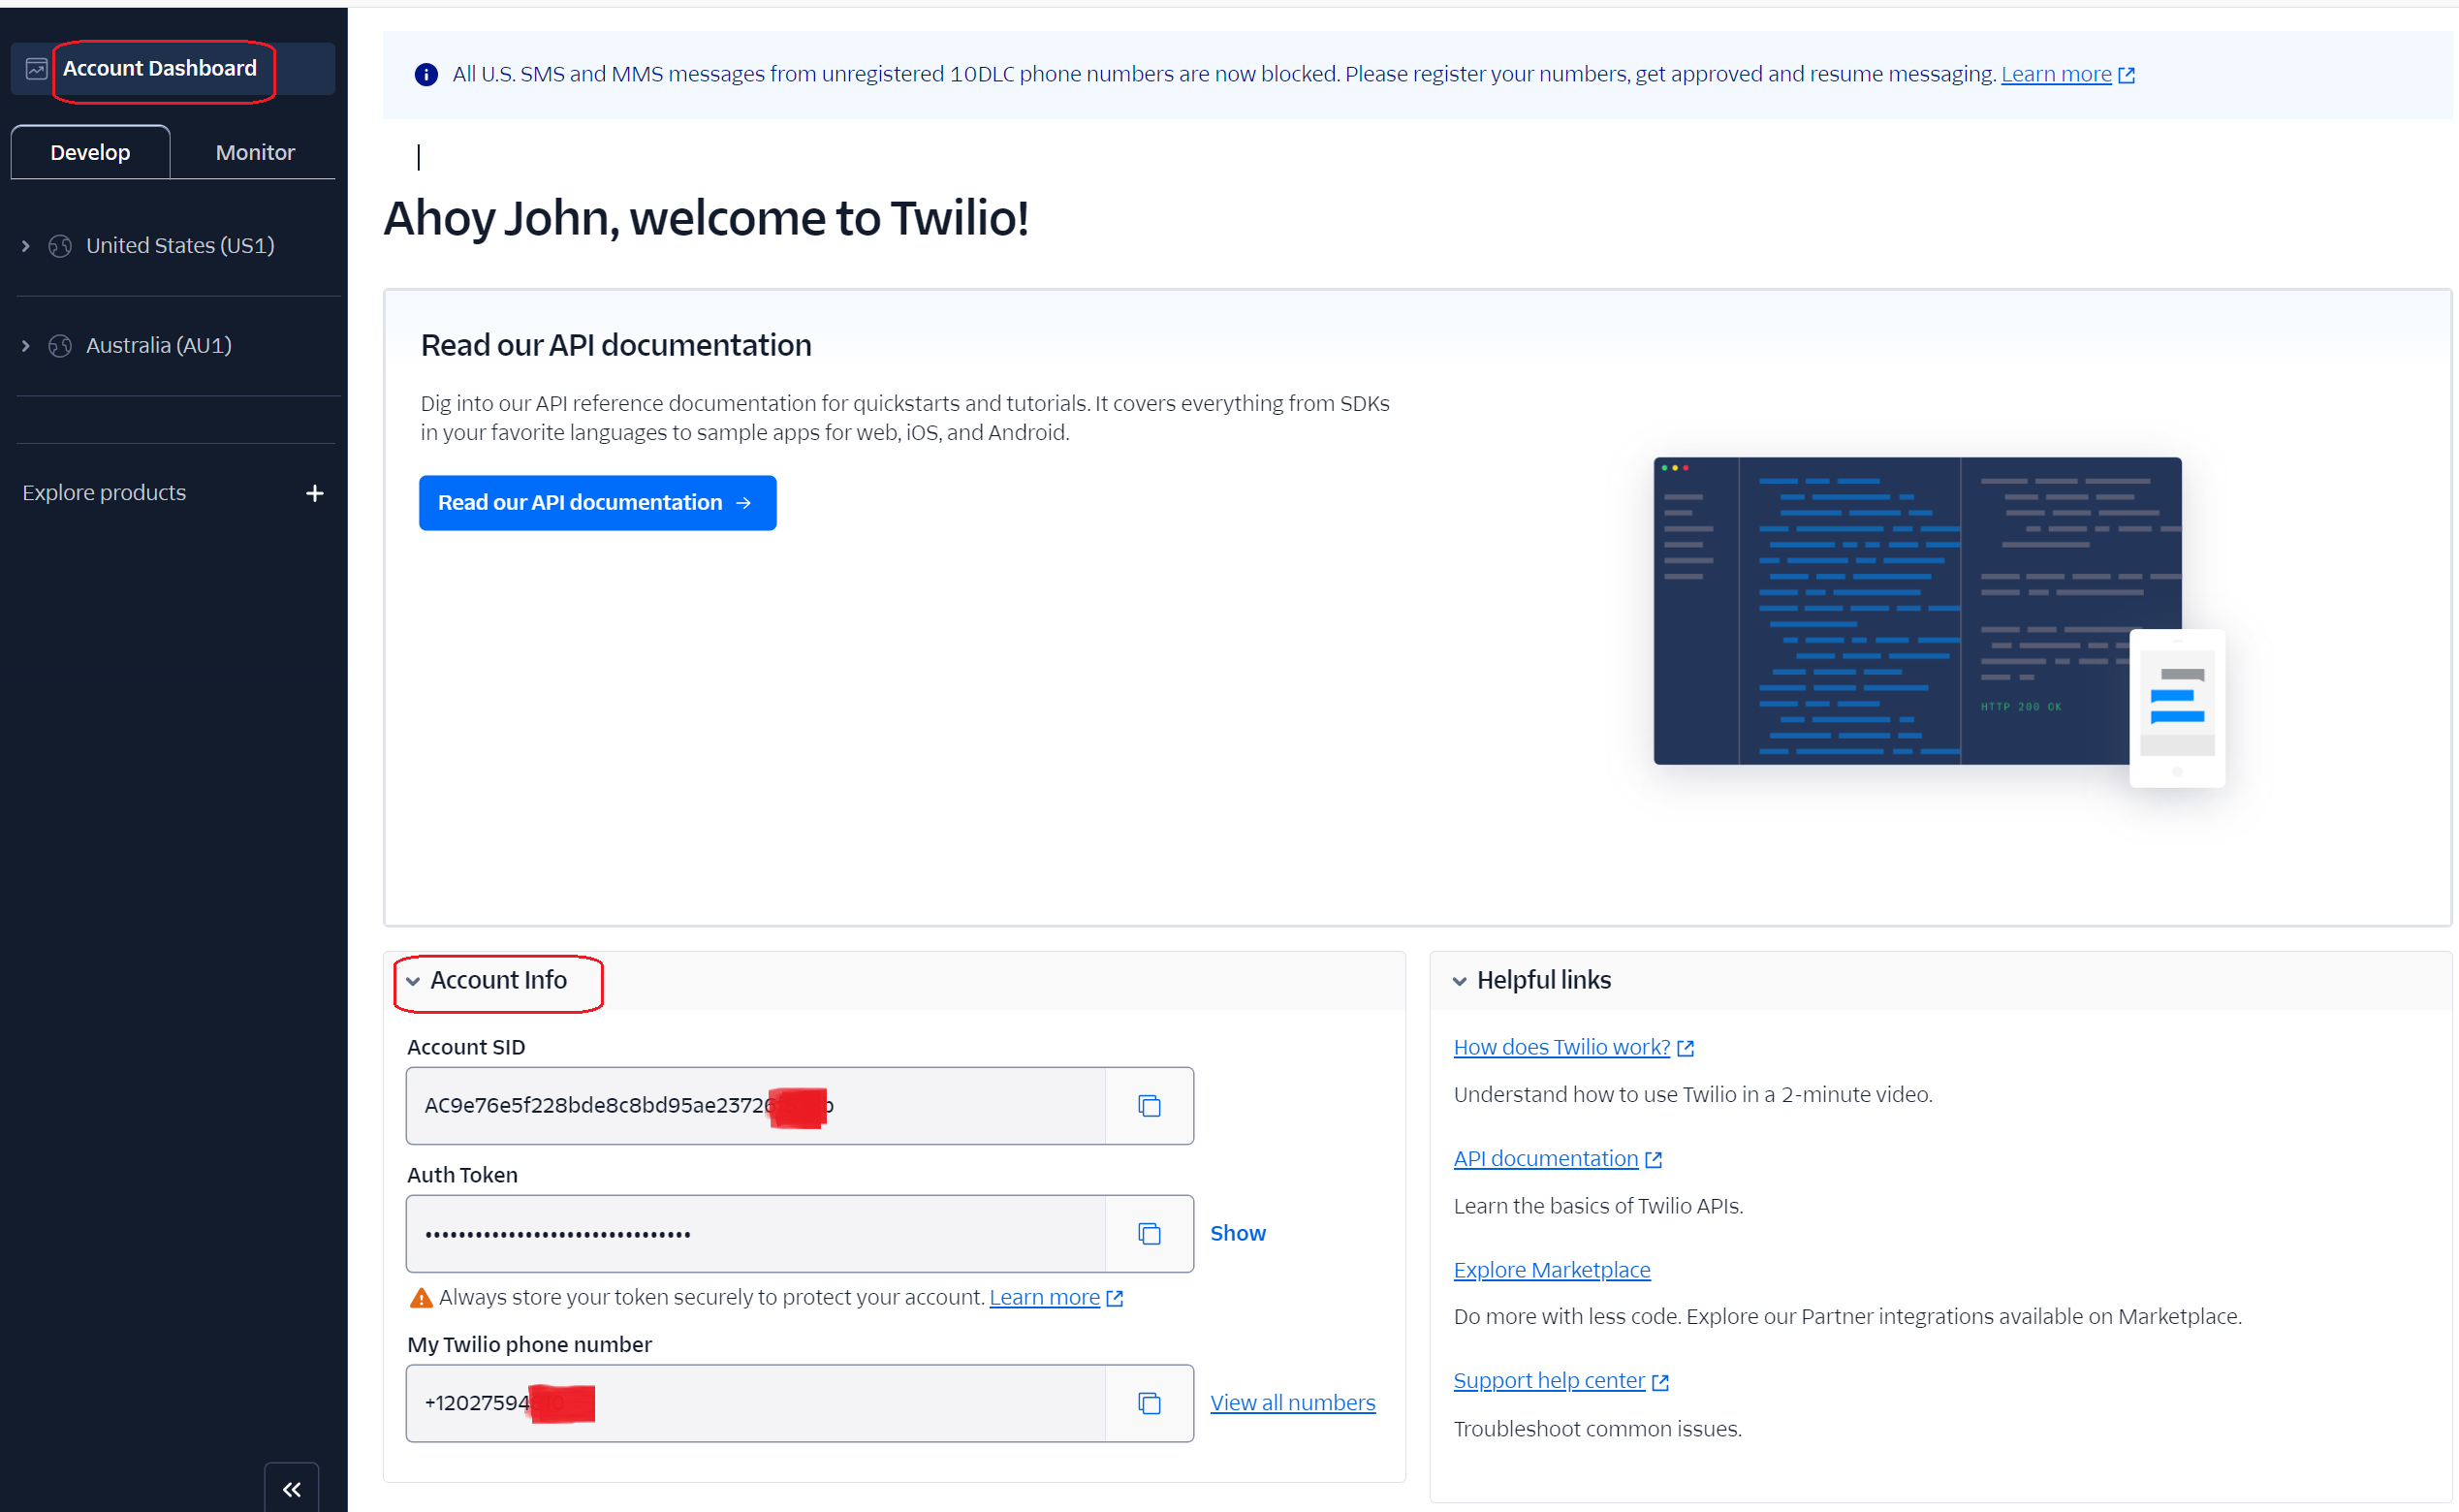 Account Dashboard
Develop
Monitor
United States (US1)
Australia (AU1)
Explore products
All U.S. SMS and MMS messages from unregistered 10DLC phone numbers are now blocked. Please register your numbers, get approved and resume messaging. Learn more
Ahoy John, welcome to Twilio!
Read our API documentation
Dig into our API reference documentation for quickstarts and tutorials. It covers everything from SDKs
in your favorite languages to sample apps for web, iOS, and Android.
Read our API documentation →
HTTP 200 OK
Account Info
Account SID
AC9e76e5f228bde8c8bd95ae23726
Auth Token
•••••••••••••••••••••••••••••••• Show
Always store your token securely to protect your account. Learn more
My Twilio phone number
+12027594
View all numbers
Helpful links
How does Twilio work?
Understand how to use Twilio in a 2-minute video.
API documentation
Learn the basics of Twilio APIs.
Explore Marketplace
Do more with less code. Explore our Partner integrations available on Marketplace.
Support help center
Troubleshoot common issues.